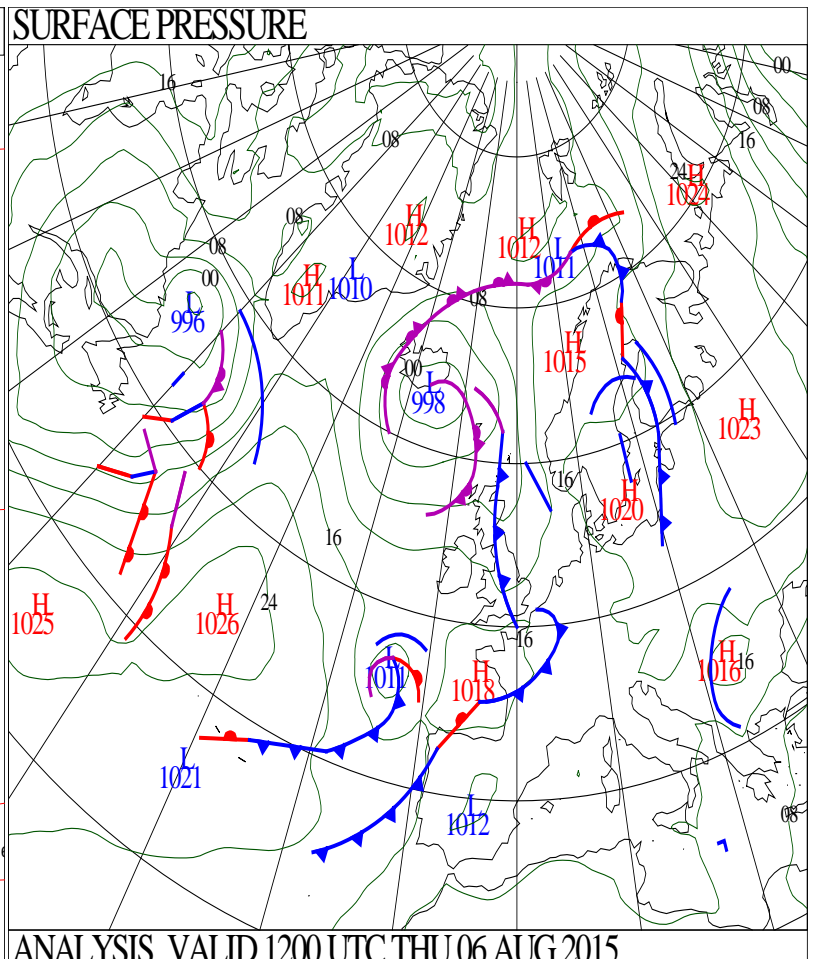 SURFACE PRESSURE
00
16
08
16
08
24
H
1024
H
1012
H
1012
08
08
L
1011
H
1011
L
1010
00
L
996
08
H
1015
00
L
998
H
1023
16
H
1020
16
24
H
1025
H
1026
16
L
1011
H
1018
H
1016
16
L
1021
L
1012
08
ANALYSIS VALID 1200 UTC THU 06 AUG 2015